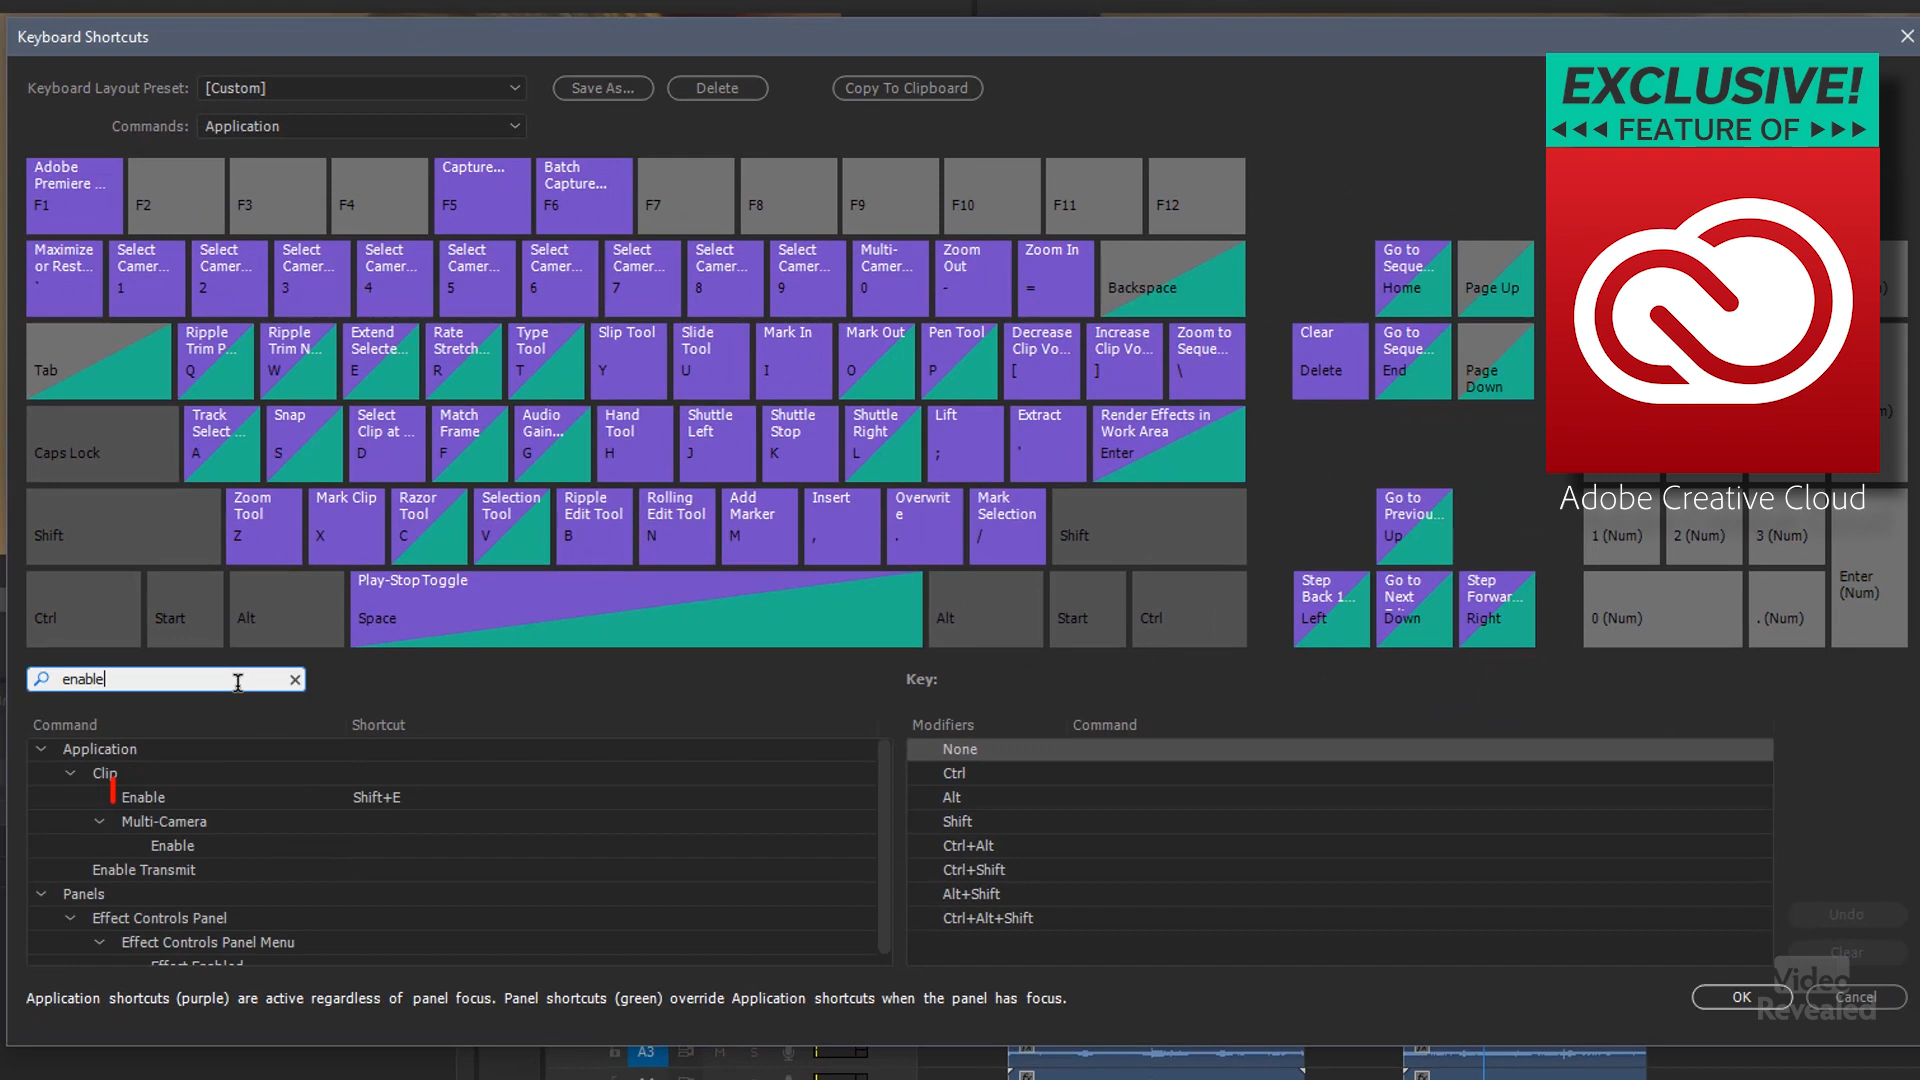 Keyboard Shortcuts
Keyboard Layout Preset: [Custom] Save As... Delete Copy To Clipboard
Commands: Application
EXCLUSIVE!
FEATURE OF
Adobe Creative Cloud
Adobe Premiere ... F1
F2
F3
F4
Capture... F5
Batch Capture... F6
F7
F8
F9
F10
F11
F12
Maximize or Rest... `
Select Camer... 1
Select Camer... 2
Select Camer... 3
Select Camer... 4
Select Camer... 5
Select Camer... 6
Select Camer... 7
Select Camer... 8
Select Camer... 9
Multi-Camer... 0
Zoom Out -
Zoom In =
Backspace
Go to Seque... Home
Page Up
Tab
Ripple Trim P... Q
Ripple Trim N... W
Extend Selecte... E
Rate Stretch... R
Type Tool T
Slip Tool Y
Slide Tool U
Mark In I
Mark Out O
Pen Tool P
Decrease Clip Vo... [
Increase Clip Vo... ]
Zoom to Seque... \
Clear Delete
Go to Seque... End
Page Down
Caps Lock
Track Select ... A
Snap S
Select Clip at ... D
Match Frame F
Audio Gain... G
Hand Tool H
Shuttle Left J
Shuttle Stop K
Shuttle Right L
Lift ;
Extract '
Render Effects in Work Area Enter
Shift
Zoom Tool Z
Mark Clip X
Razor Tool C
Selection Tool V
Ripple Edit Tool B
Rolling Edit Tool N
Add Marker M
Insert ,
Overwrite .
Mark Selection /
Shift
Go to Previou... Up
1 (Num)
2 (Num)
3 (Num)
Enter (Num)
Ctrl
Start
Alt
Play-Stop Toggle Space
Alt
Start
Ctrl
Step Back 1... Left
Go to Next Down
Step Forwar... Right
0 (Num)
. (Num)
enable
Key:
Command Shortcut
Application
Clip
Enable Shift+E
Multi-Camera
Enable
Enable Transmit
Panels
Effect Controls Panel
Effect Controls Panel Menu
Effect Enabled
Modifiers Command
None
Ctrl
Alt
Shift
Ctrl+Alt
Ctrl+Shift
Alt+Shift
Ctrl+Alt+Shift
Undo
Clear
Application shortcuts (purple) are active regardless of panel focus. Panel shortcuts (green) override Application shortcuts when the panel has focus.
OK
Cancel
Video Revealed
A3 M S